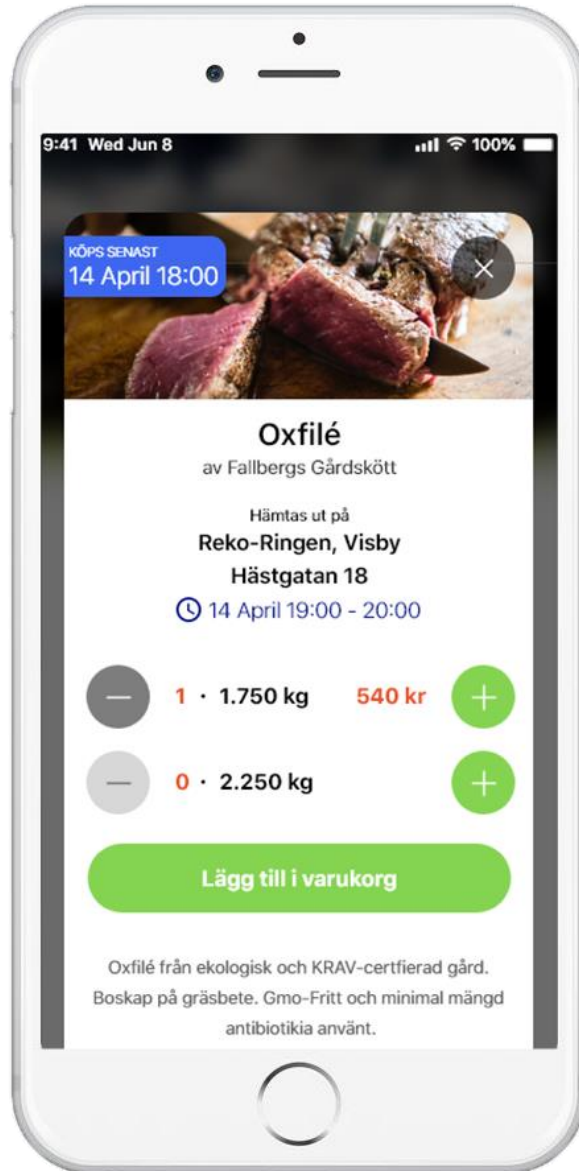 9:41 Wed Jun 8 100%
KÖPS SENAST
14 April 18:00
Oxfilé
av Fallbergs Gårdskött
Hämtas ut på
Reko-Ringen, Visby
Hästgatan 18
14 April 19:00 - 20:00
1 · 1.750 kg 540 kr
0 · 2.250 kg
Lägg till i varukorg
Oxfilé från ekologisk och KRAV-certfierad gård.
Boskap på gräsbete. Gmo-Fritt och minimal mängd
antibiotikia använt.